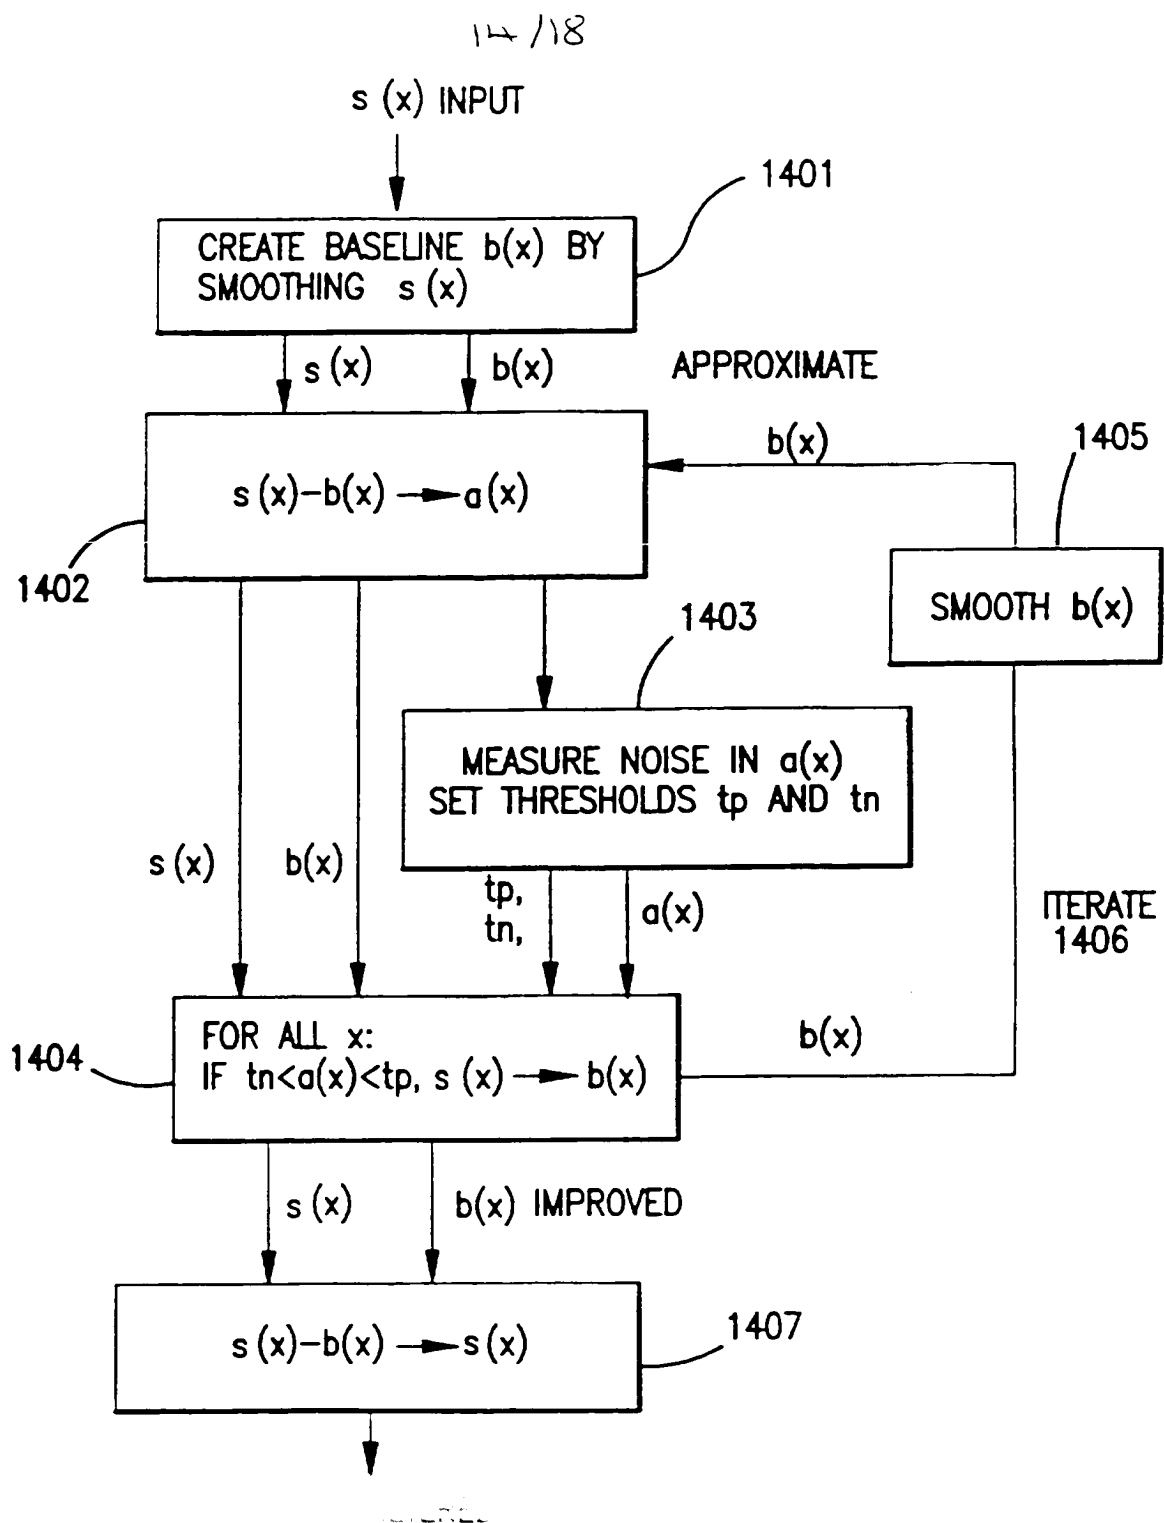 14/18
s(x) INPUT
1401
CREATE BASELINE b(x) BY
SMOOTHING s(x)
s(x)
b(x)
APPROXIMATE
b(x)
1405
s(x)-b(x)→a(x)
1402
SMOOTH b(x)
1403
MEASURE NOISE IN a(x)
SET THRESHOLDS tp AND tn
s(x)
b(x)
tp,
tn,
a(x)
ITERATE
1406
FOR ALL x:
IF tn<a(x)<tp, s(x)→b(x)
1404
b(x)
s(x)
b(x) IMPROVED
1407
s(x)-b(x)→s(x)